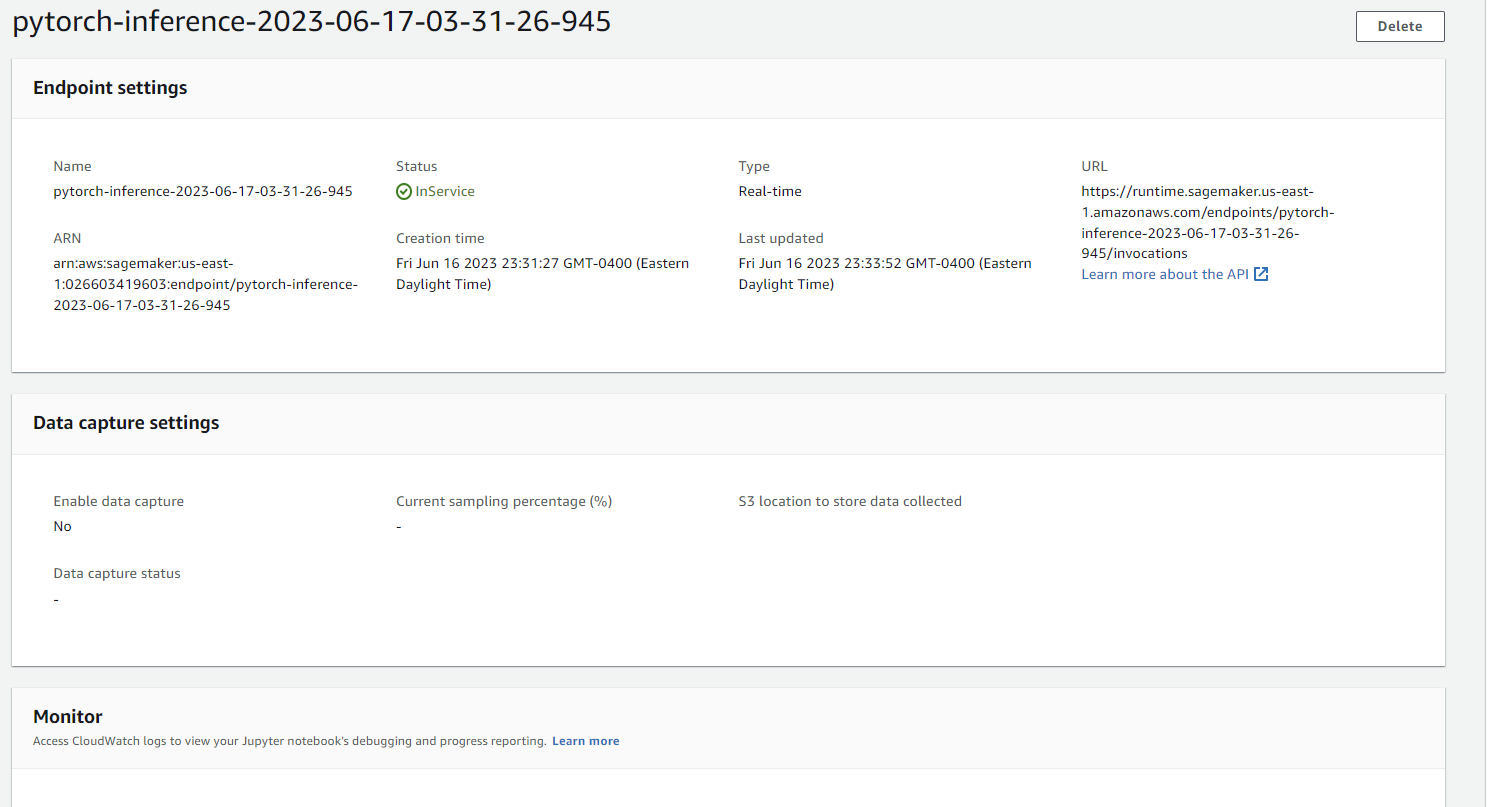 pytorch-inference-2023-06-17-03-31-26-945
Delete
Endpoint settings
Name
pytorch-inference-2023-06-17-03-31-26-945
Status
InService
Type
Real-time
URL
https://runtime.sagemaker.us-east-
1.amazonaws.com/endpoints/pytorch-
inference-2023-06-17-03-31-26-
945/invocations
Learn more about the API
ARN
arn:aws:sagemaker:us-east-
1:026603419603:endpoint/pytorch-inference-
2023-06-17-03-31-26-945
Creation time
Fri Jun 16 2023 23:31:27 GMT-0400 (Eastern
Daylight Time)
Last updated
Fri Jun 16 2023 23:33:52 GMT-0400 (Eastern
Daylight Time)
Data capture settings
Enable data capture
No
Current sampling percentage (%)
-
S3 location to store data collected
Data capture status
-
Monitor
Access CloudWatch logs to view your Jupyter notebook's debugging and progress reporting. Learn more